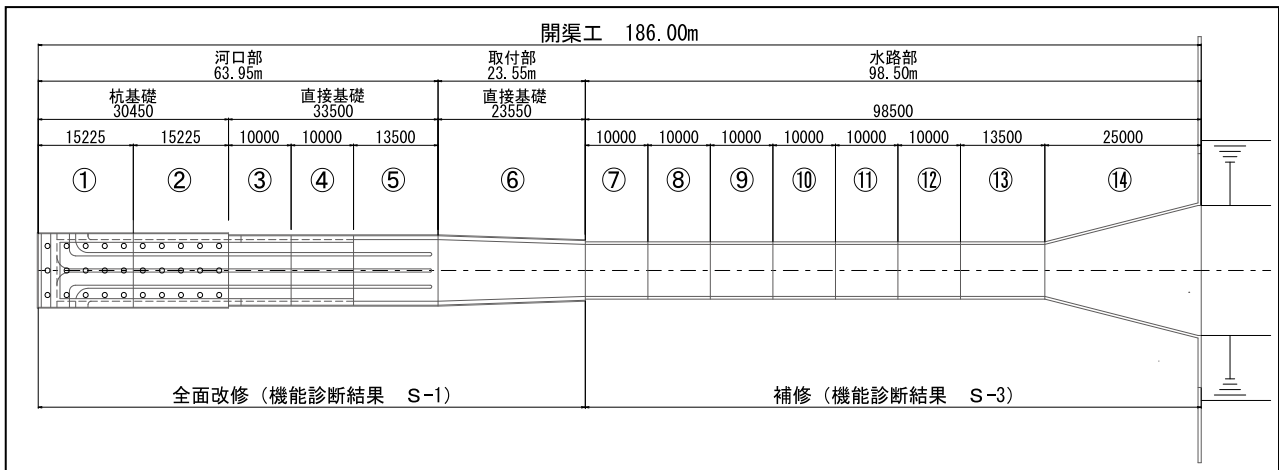 開渠工 186.00m
河口部 取付部 水路部
63.95m 23.55m 98.50m
杭基礎 直接基礎 直接基礎
30450 33500 23550 98500
15225 15225 10000 10000 13500 10000 10000 10000 10000 10000 10000 13500 25000
① ② ③ ④ ⑤ ⑥ ⑦ ⑧ ⑨ ⑩ ⑪ ⑫ ⑬ ⑭
全面改修(機能診断結果 S-1) 補修(機能診断結果 S-3)